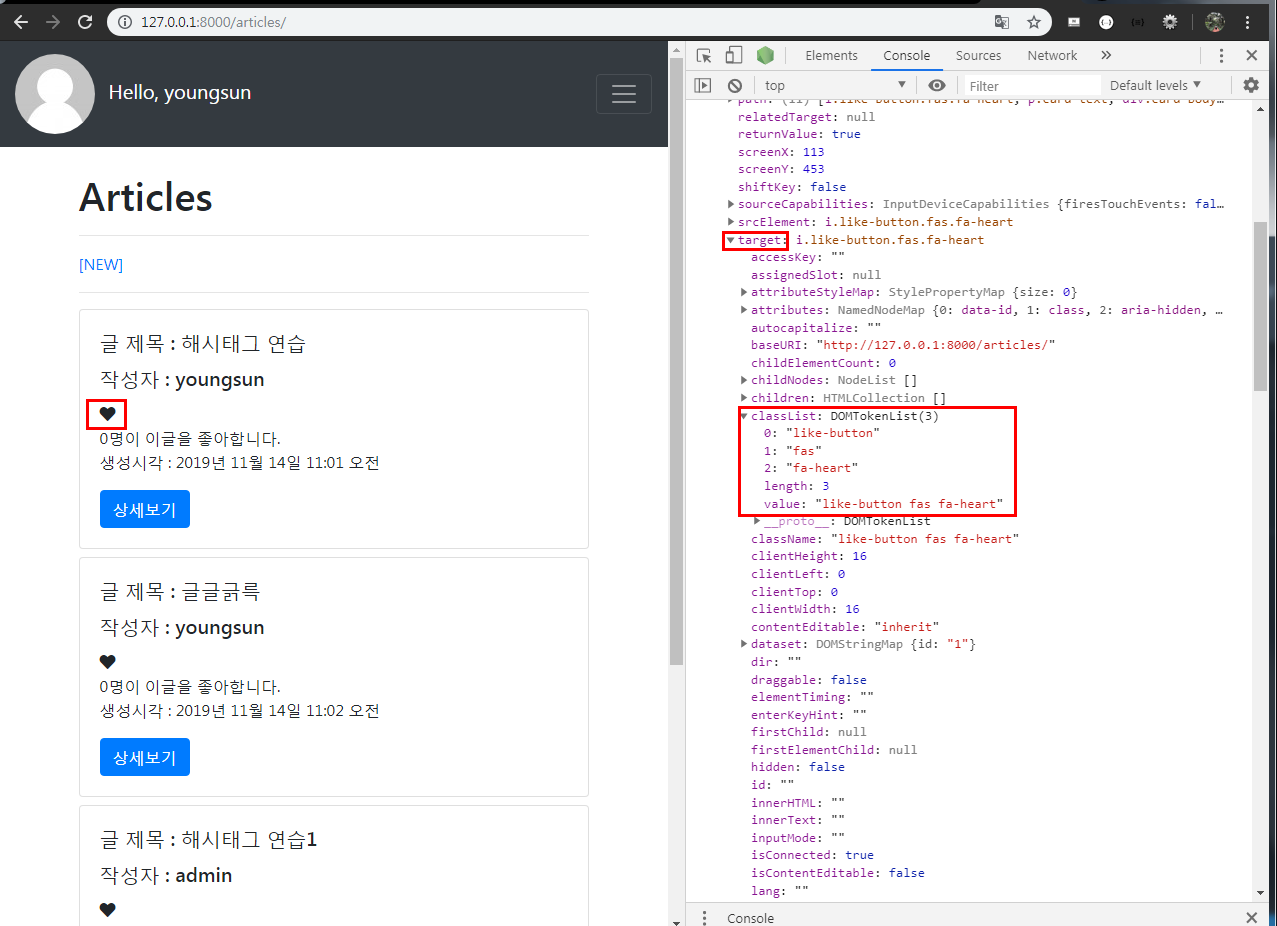 127.0.0.1:8000/articles/
Hello, youngsun
Articles
[NEW]
글 제목 : 해시태그 연습
작성자 : youngsun
0명이 이글을 좋아합니다.
생성시각 : 2019년 11월 14일 11:01 오전
상세보기
글 제목 : 글글긁륵
작성자 : youngsun
0명이 이글을 좋아합니다.
생성시각 : 2019년 11월 14일 11:02 오전
상세보기
글 제목 : 해시태그 연습1
작성자 : admin
Elements Console Sources Network »
top Filter Default levels ▼
path: (11) [i.like-button.fas.fa-heart, p.card-text, div.card-body…
relatedTarget: null
returnValue: true
screenX: 113
screenY: 453
shiftKey: false
sourceCapabilities: InputDeviceCapabilities {firesTouchEvents: fal…
srcElement: i.like-button.fas.fa-heart
target: i.like-button.fas.fa-heart
accessKey: ""
assignedSlot: null
attributeStyleMap: StylePropertyMap {size: 0}
attributes: NamedNodeMap {0: data-id, 1: class, 2: aria-hidden, …
autocapitalize: ""
baseURI: "http://127.0.0.1:8000/articles/"
childElementCount: 0
childNodes: NodeList []
children: HTMLCollection []
classList: DOMTokenList(3)
0: "like-button"
1: "fas"
2: "fa-heart"
length: 3
value: "like-button fas fa-heart"
__proto__: DOMTokenList
className: "like-button fas fa-heart"
clientHeight: 16
clientLeft: 0
clientTop: 0
clientWidth: 16
contentEditable: "inherit"
dataset: DOMStringMap {id: "1"}
dir: ""
draggable: false
elementTiming: ""
enterKeyHint: ""
firstChild: null
firstElementChild: null
hidden: false
id: ""
innerHTML: ""
innerText: ""
inputMode: ""
isConnected: true
isContentEditable: false
lang: ""
Console